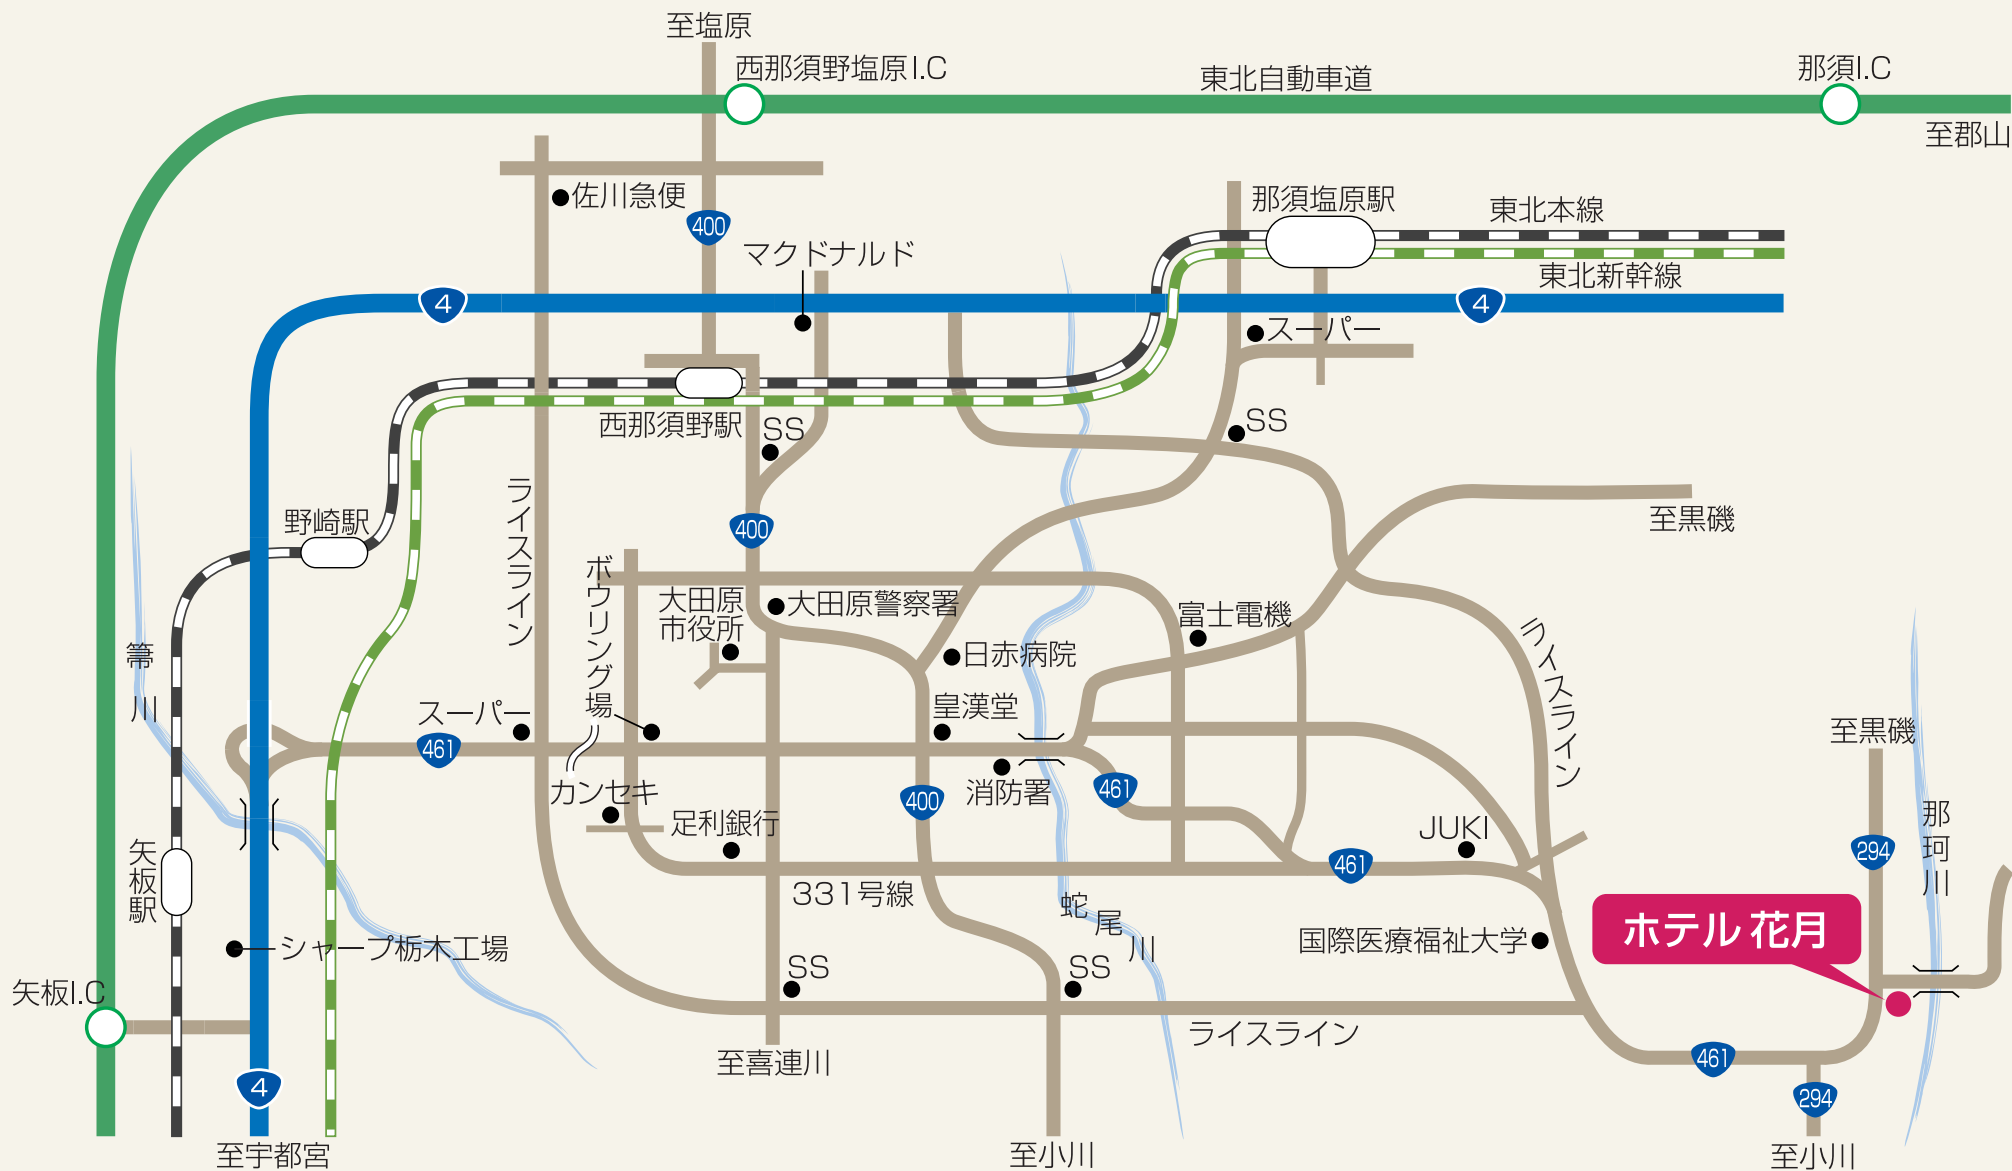 至塩原
西那須野塩原I.C
東北自動車道
那須I.C
至郡山
佐川急便
400
マクドナルド
那須塩原駅
東北本線
東北新幹線
4
4
スーパー
西那須野駅
SS
SS
ライスライン
野崎駅
400
至黒磯
ボウリング場
大田原
市役所
大田原警察署
富士電機
日赤病院
ライスライン
箒川
スーパー
皇漢堂
461
至黒磯
カンセキ
消防署
461
400
足利銀行
JUKI
那珂川
294
461
矢板駅
331号線
蛇尾川
ホテル 花月
国際医療福祉大学
シャープ栃木工場
SS
SS
矢板I.C
ライスライン
至喜連川
461
4
294
至宇都宮
至小川
至小川